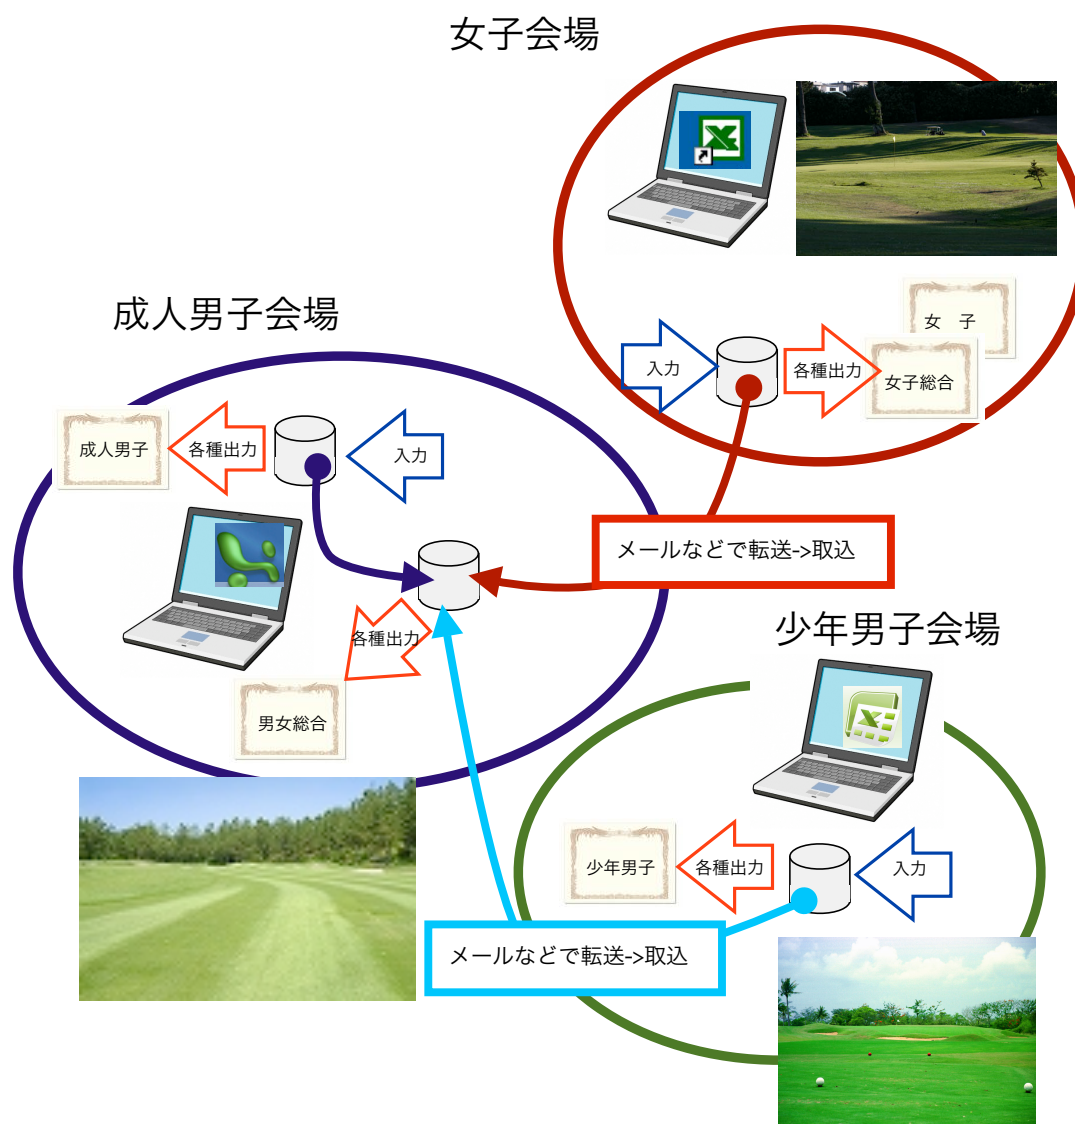 女子会場
女　子
入力
各種出力
女子総合
成人男子会場
成人男子
各種出力
入力
メールなどで転送->取込
各種出力
男女総合
少年男子会場
少年男子
各種出力
入力
メールなどで転送->取込